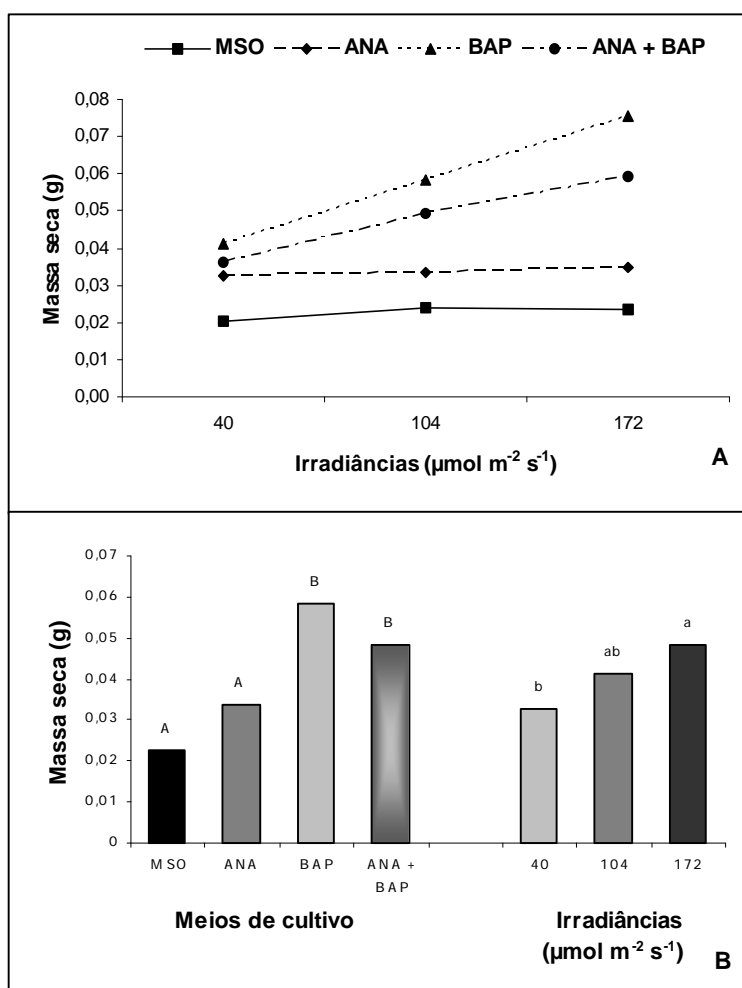 MSO ANA BAP ANA + BAP
0,08
0,07
0,06
0,05
0,04
0,03
0,02
0,01
0,00
Massa seca (g)
40 104 172
Irradiâncias (µmol m⁻² s⁻¹)
A
0,07
0,06
0,05
0,04
0,03
0,02
0,01
0
Massa seca (g)
A A B B b ab a
MSO ANA BAP ANA + 40 104 172
BAP
Meios de cultivo Irradiâncias
(µmol m⁻² s⁻¹)
B